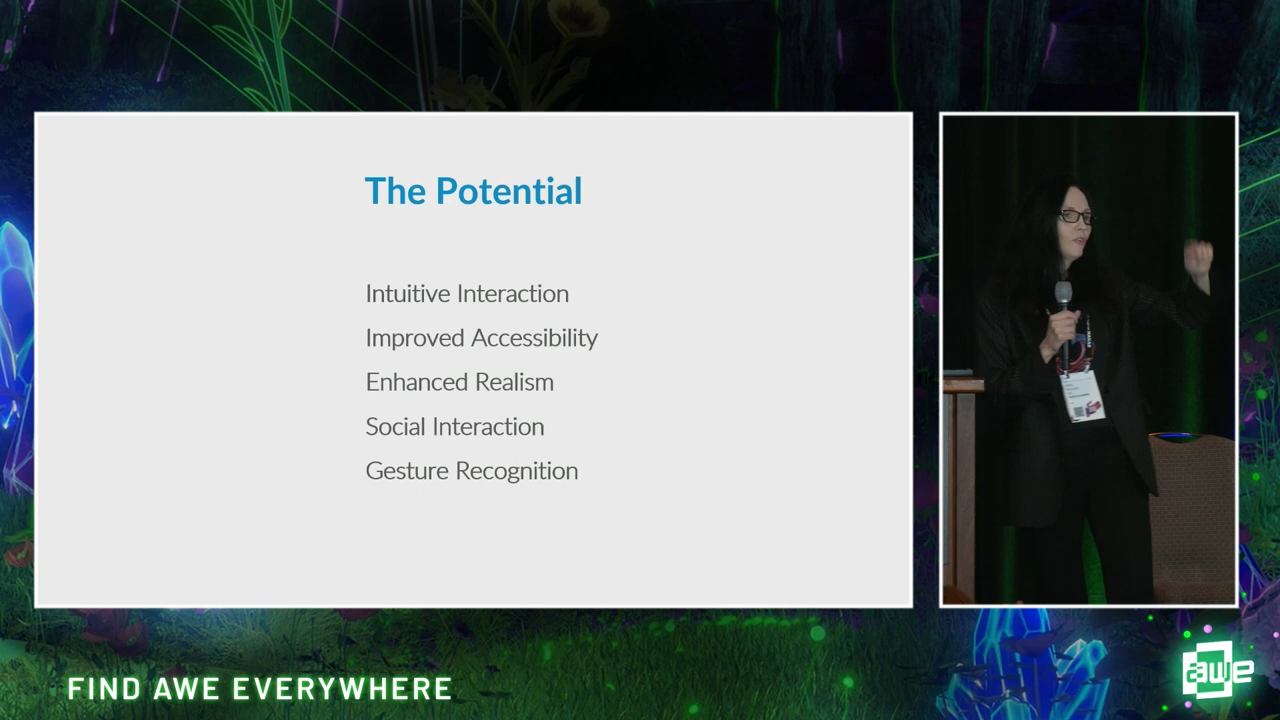 The Potential
Intuitive Interaction
Improved Accessibility
Enhanced Realism
Social Interaction
Gesture Recognition
FIND AWE EVERYWHERE
awe